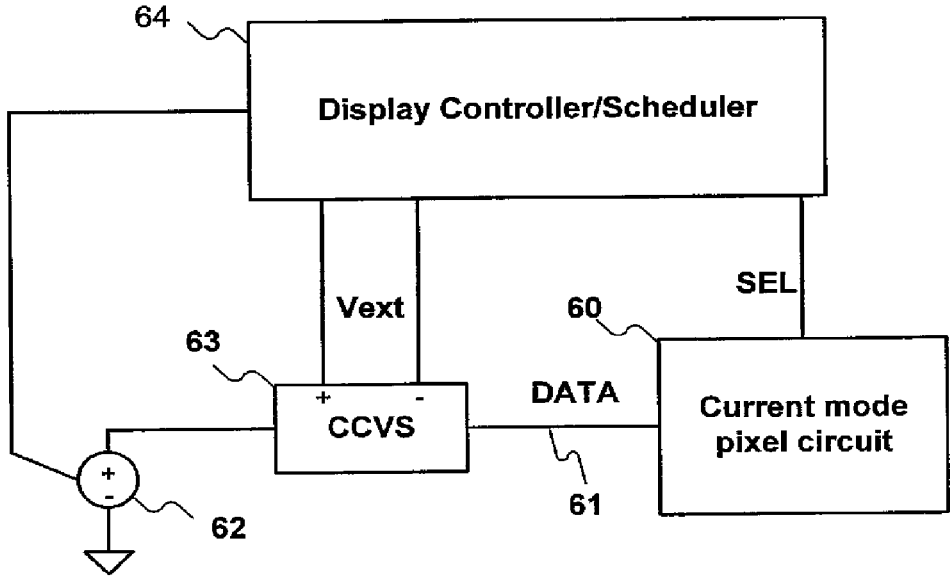 64
Display Controller/Scheduler
Vext
SEL
63
60
+ -
CCVS
DATA
Current mode
pixel circuit
61
+
-
62